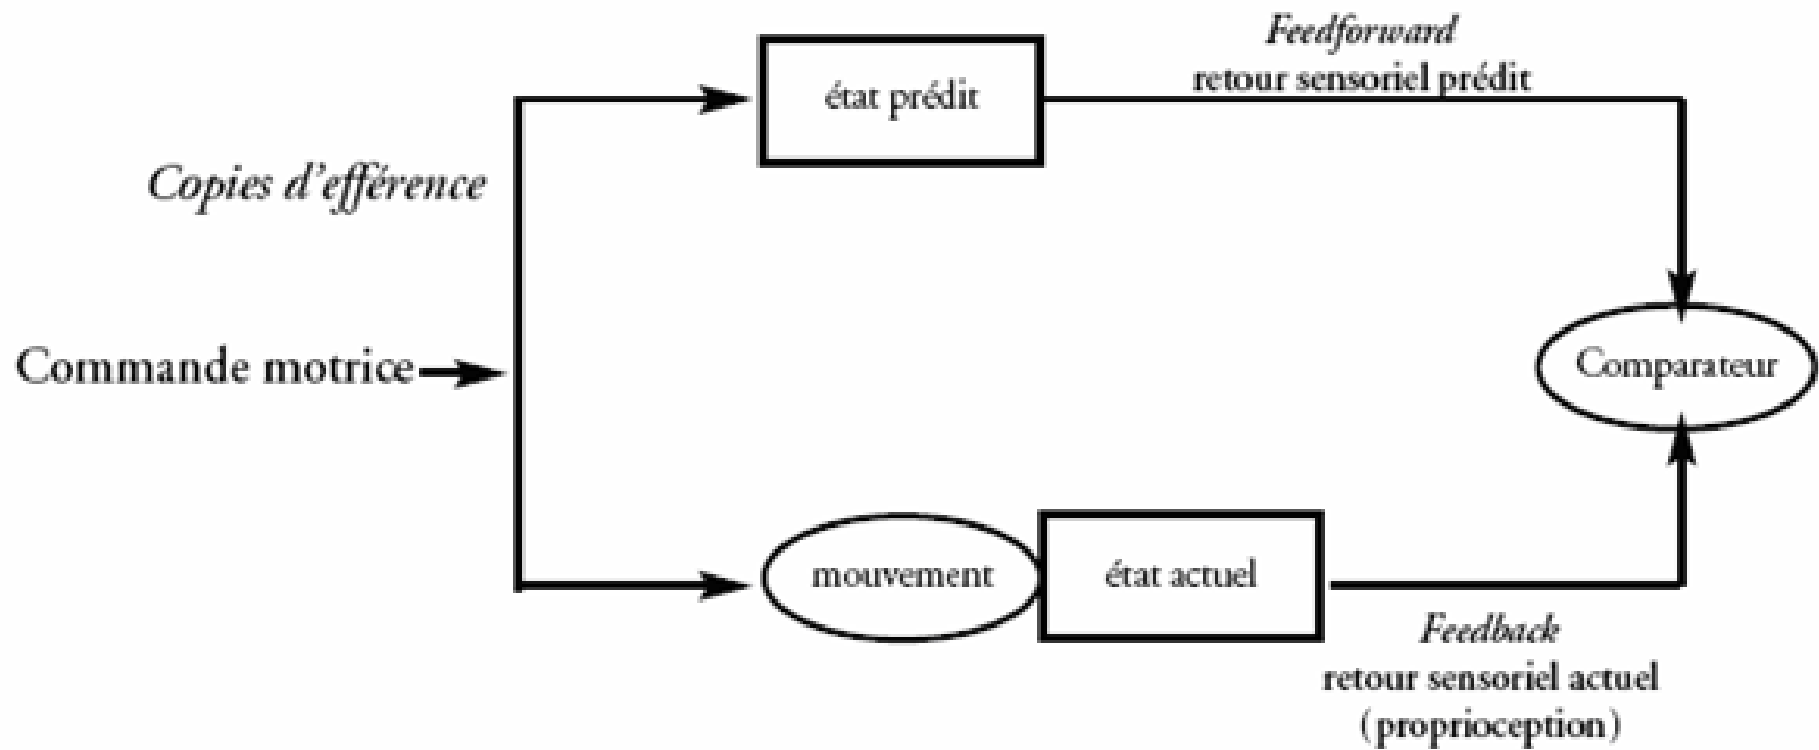 Feedforward
retour sensoriel prédit
état prédit
Copies d'efférence
Commande motrice
Comparateur
mouvement
état actuel
Feedback
retour sensoriel actuel
(proprioception)